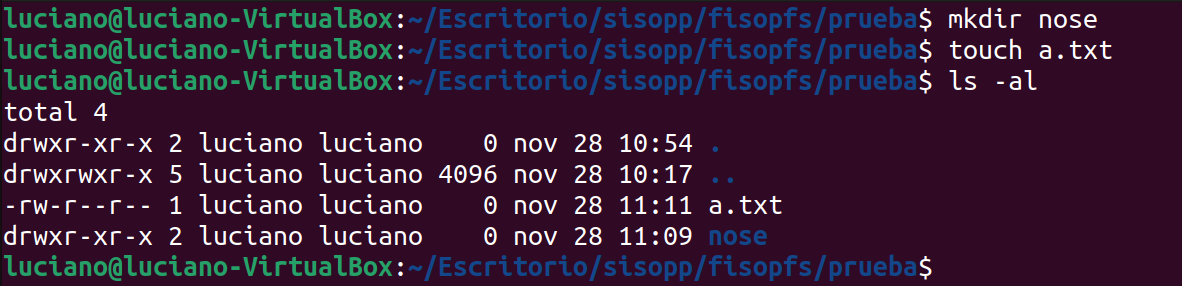 luciano@luciano-VirtualBox:~/Escritorio/sisopp/fisopfs/prueba$ mkdir nose
luciano@luciano-VirtualBox:~/Escritorio/sisopp/fisopfs/prueba$ touch a.txt
luciano@luciano-VirtualBox:~/Escritorio/sisopp/fisopfs/prueba$ ls -al
total 4
drwxr-xr-x 2 luciano luciano    0 nov 28 10:54 .
drwxrwxr-x 5 luciano luciano 4096 nov 28 10:17 ..
-rw-r--r-- 1 luciano luciano    0 nov 28 11:11 a.txt
drwxr-xr-x 2 luciano luciano    0 nov 28 11:09 nose
luciano@luciano-VirtualBox:~/Escritorio/sisopp/fisopfs/prueba$